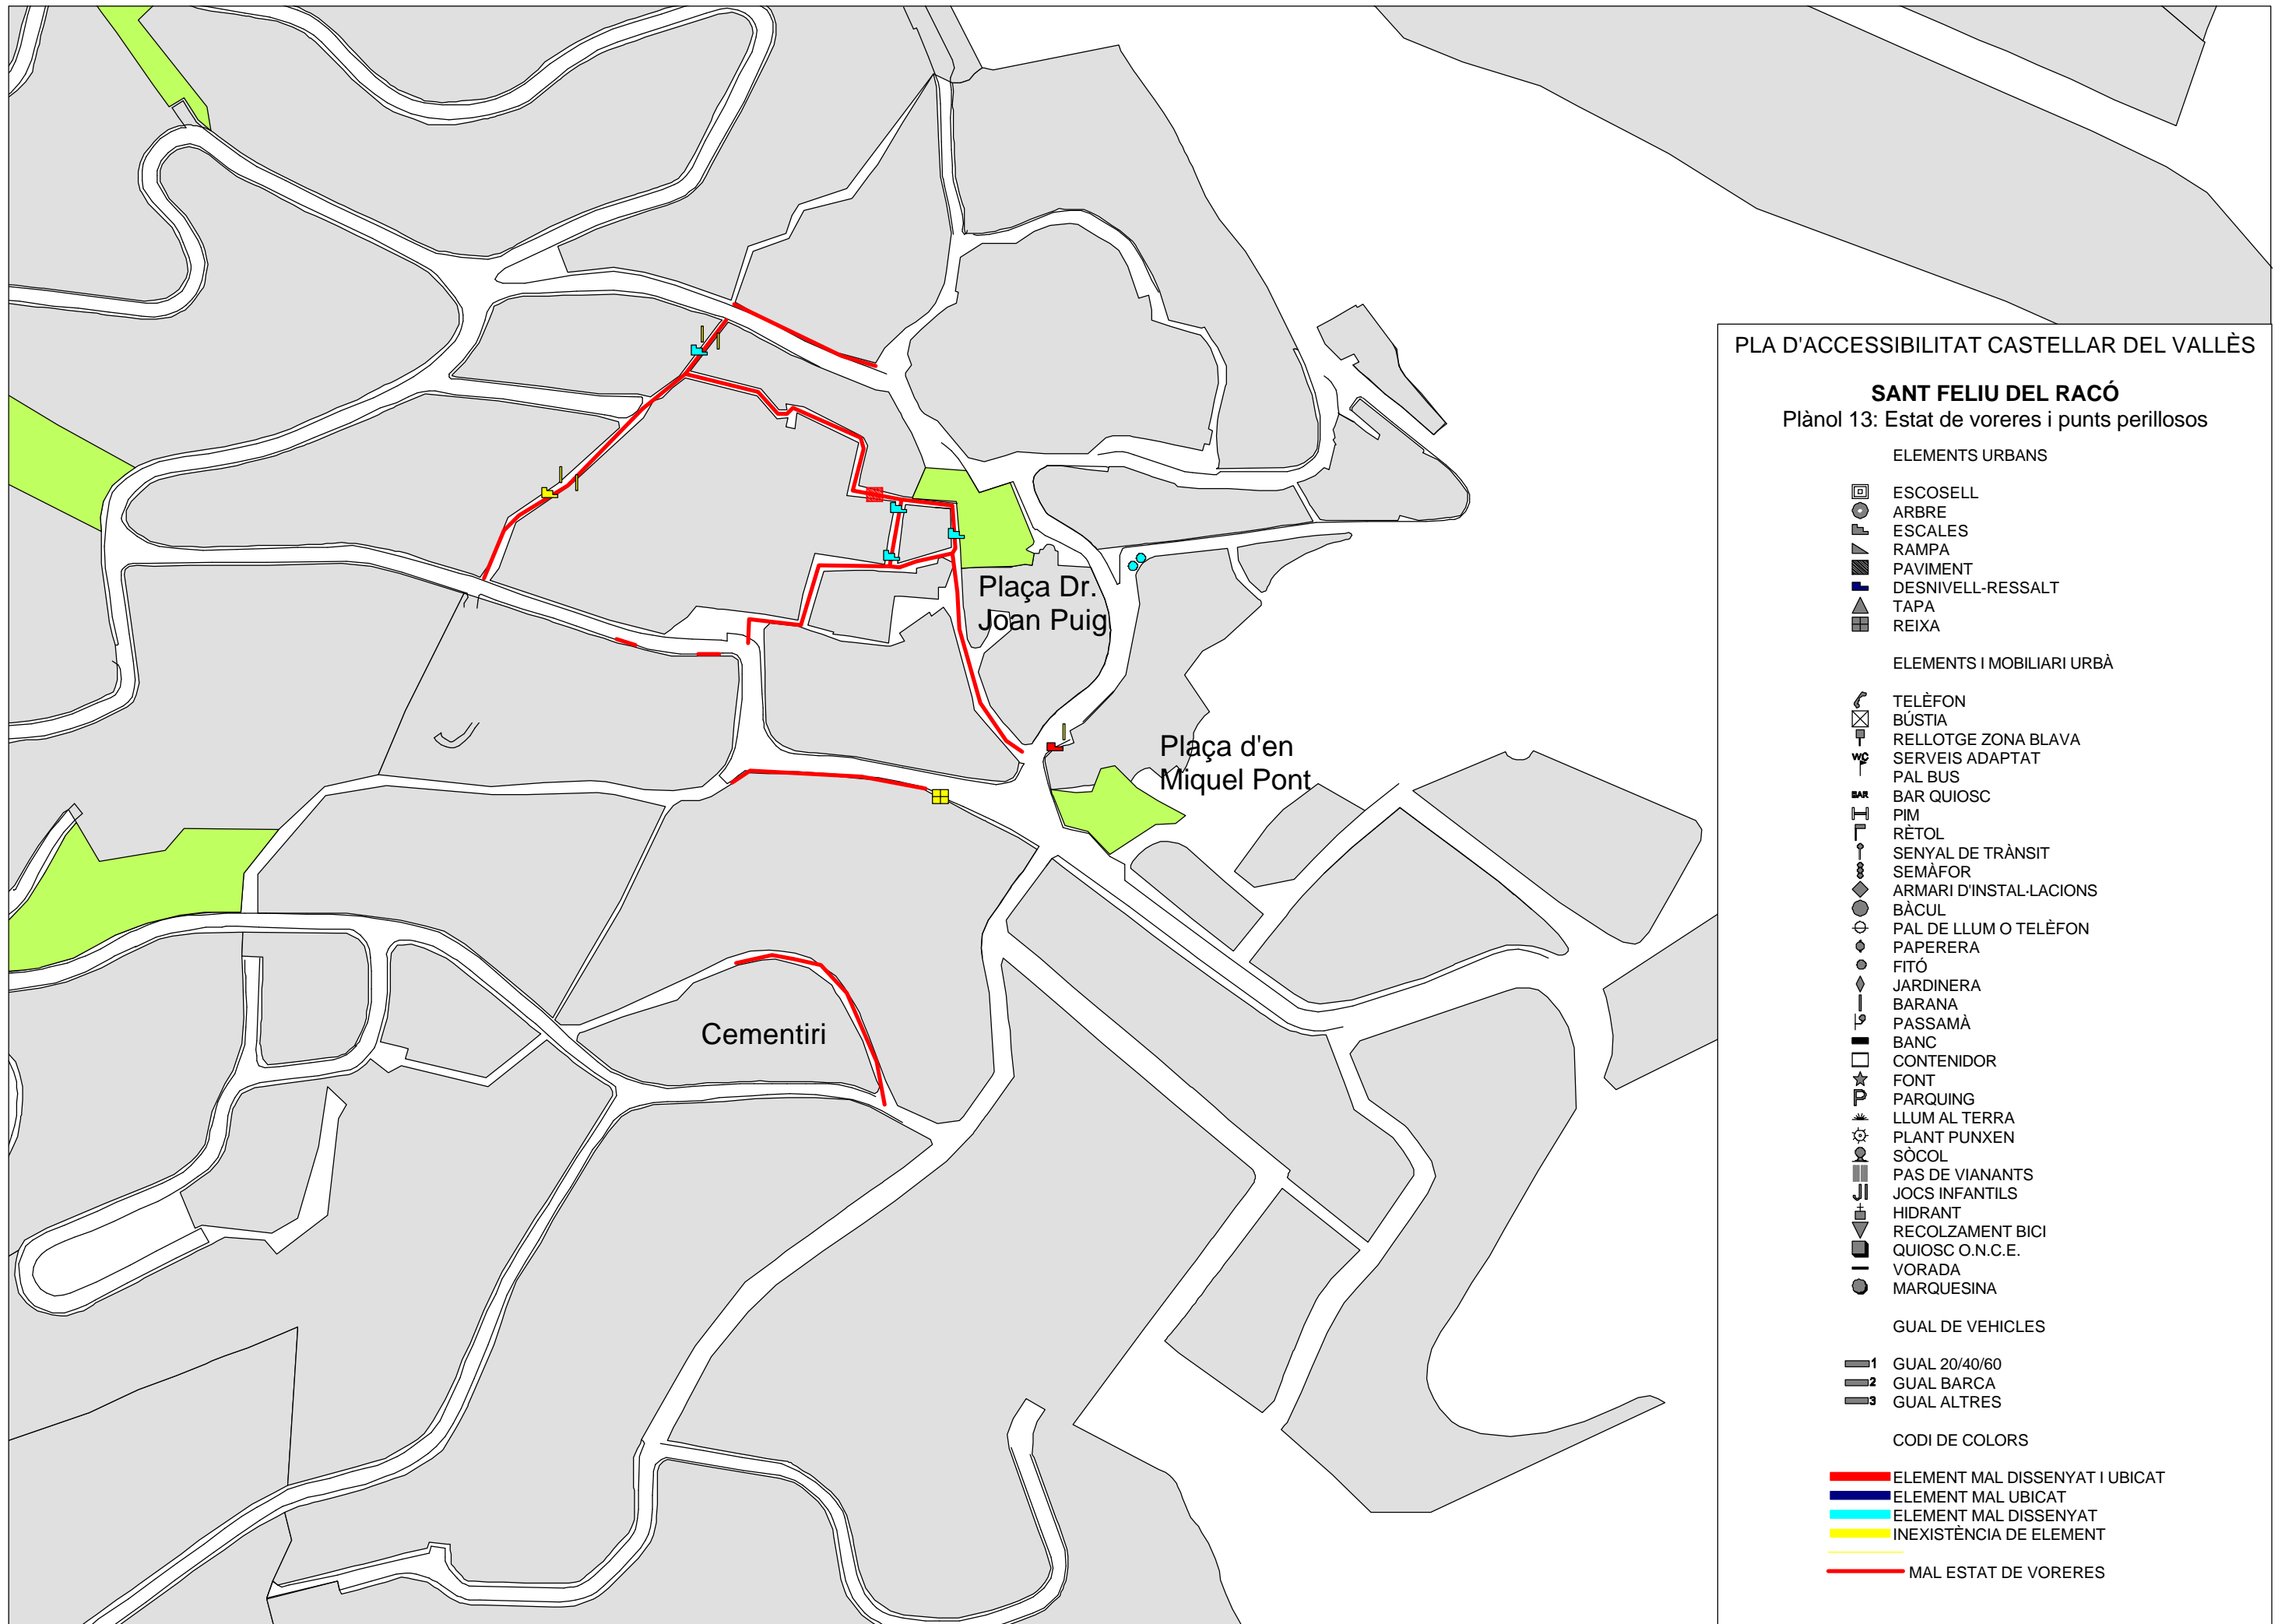 PLA D'ACCESSIBILITAT CASTELLAR DEL VALLÈS
SANT FELIU DEL RACÓ
Plànol 13: Estat de voreres i punts perillosos
ELEMENTS URBANS
ESCOSELL
ARBRE
ESCALES
RAMPA
PAVIMENT
DESNIVELL-RESSALT
TAPA
REIXA
ELEMENTS I MOBILIARI URBÀ
TELÈFON
BÚSTIA
RELLOTGE ZONA BLAVA
WC SERVEIS ADAPTAT
PAL BUS
BAR BAR QUIOSC
PIM
RÈTOL
SENYAL DE TRÀNSIT
SEMÀFOR
ARMARI D'INSTAL·LACIONS
BÀCUL
PAL DE LLUM O TELÈFON
PAPERERA
FITÓ
JARDINERA
BARANA
PASSAMÀ
BANC
CONTENIDOR
FONT
P PARQUING
LLUM AL TERRA
PLANT PUNXEN
SÒCOL
PAS DE VIANANTS
JI JOCS INFANTILS
HIDRANT
RECOLZAMENT BICI
QUIOSC O.N.C.E.
VORADA
MARQUESINA
GUAL DE VEHICLES
1 GUAL 20/40/60
2 GUAL BARCA
3 GUAL ALTRES
CODI DE COLORS
ELEMENT MAL DISSENYAT I UBICAT
ELEMENT MAL UBICAT
ELEMENT MAL DISSENYAT
INEXISTÈNCIA DE ELEMENT
MAL ESTAT DE VORERES
Plaça Dr.
Joan Puig
Plaça d'en
Miquel Pont
Cementiri